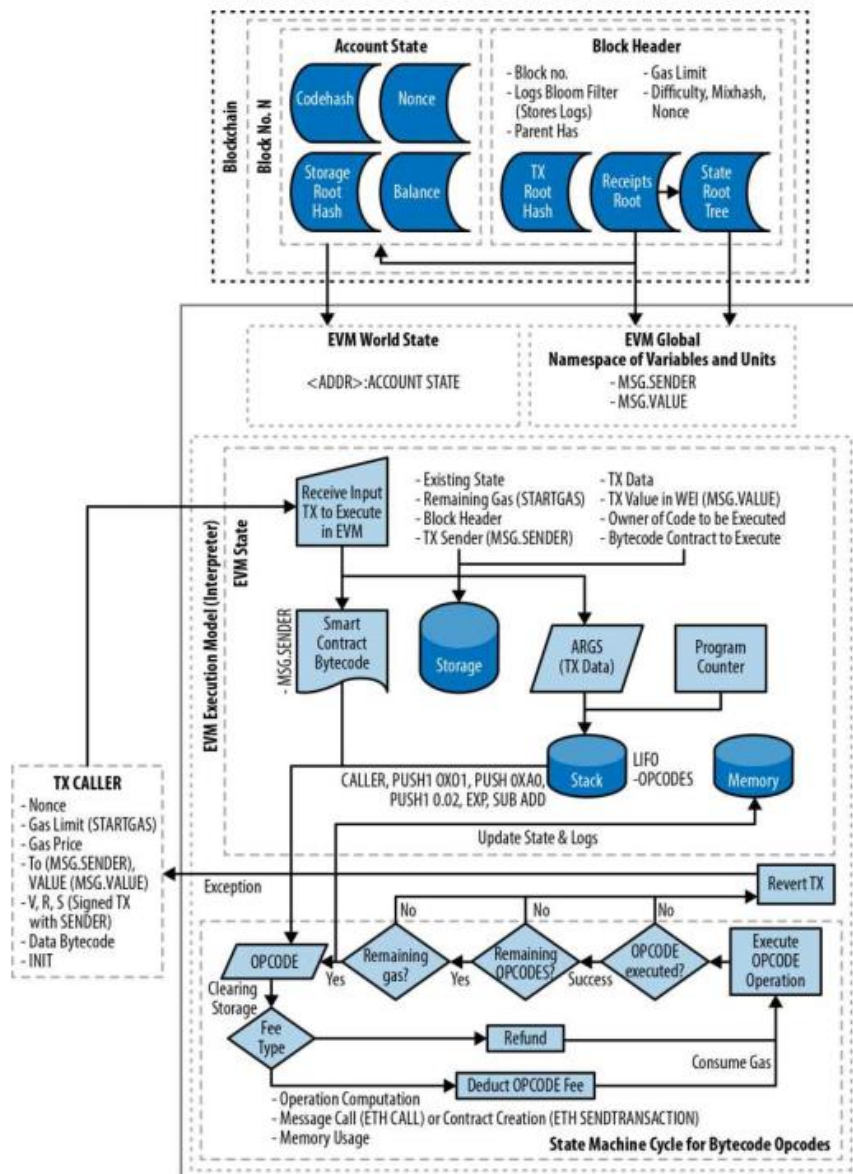 Blockchain
Block No. N
Account State
Codehash
Nonce
Storage
Root
Hash
Balance
Block Header
- Block no.
- Logs Bloom Filter
(Stores Logs)
- Parent Has
- Gas Limit
- Difficulty, Mixhash,
Nonce
TX
Root
Hash
Receipts
Root
State
Root
Tree
EVM World State
<ADDR>:ACCOUNT STATE
EVM Global
Namespace of Variables and Units
- MSG.SENDER
- MSG.VALUE
EVM Execution Model (Interpreter)
EVM State
Receive Input
TX to Execute
in EVM
- Existing State
- Remaining Gas (STARTGAS)
- Block Header
- TX Sender (MSG.SENDER)
- TX Data
- TX Value in WEI (MSG.VALUE)
- Owner of Code to be Executed
- Bytecode Contract to Execute
- MSG.SENDER
Smart
Contract
Bytecode
Storage
ARGS
(TX Data)
Program
Counter
CALLER, PUSH1 0X01, PUSH 0XA0,
PUSH1 0.02, EXP, SUB ADD
Stack
LIFO
-OPCODES
Memory
Update State & Logs
TX CALLER
- Nonce
- Gas Limit (STARTGAS)
- Gas Price
- To (MSG.SENDER),
VALUE (MSG.VALUE)
- V, R, S (Signed TX
with SENDER)
- Data Bytecode
- INIT
Exception
Revert TX
No
No
No
OPCODE
Yes
Remaining
gas?
Yes
Remaining
OPCODES?
Success
OPCODE
executed?
Execute
OPCODE
Operation
Clearing
Storage
Fee
Type
Refund
Consume Gas
Deduct OPCODE Fee
- Operation Computation
- Message Call (ETH CALL) or Contract Creation (ETH SENDTRANSACTION)
- Memory Usage
State Machine Cycle for Bytecode Opcodes